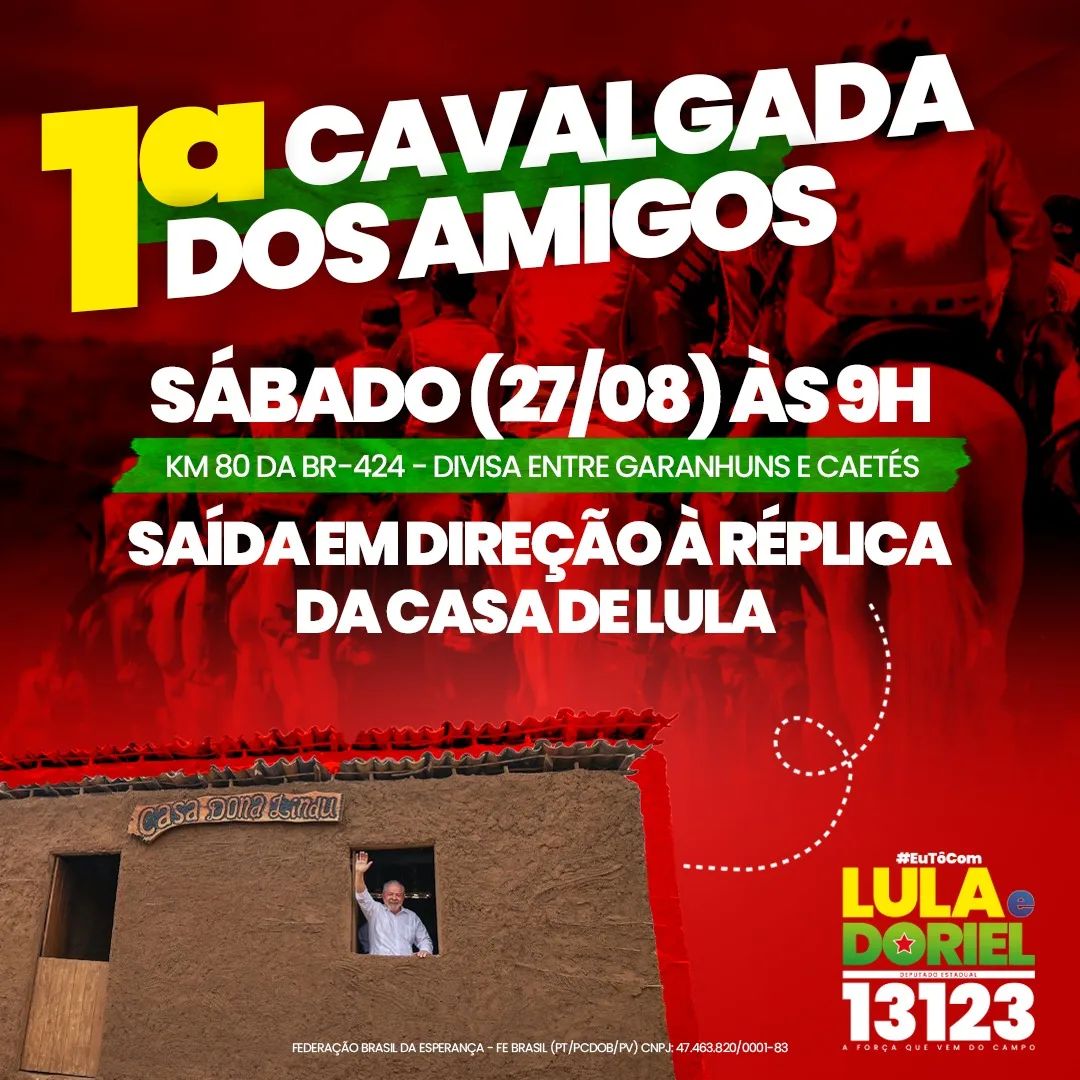 1ª CAVALGADA
DOS AMIGOS
SÁBADO (27/08) ÀS 9H
KM 80 DA BR-424 - DIVISA ENTRE GARANHUNS E CAETÉS
SAÍDA EM DIREÇÃO À RÉPLICA
DA CASA DE LULA
Casa Dona Lindu
#EuTôCom
LULA e
DORIEL
DEPUTADO ESTADUAL
13123
A FORÇA QUE VEM DO CAMPO
FEDERAÇÃO BRASIL DA ESPERANÇA - FE BRASIL (PT/PCDOB/PV) CNPJ: 47.463.820/0001-83